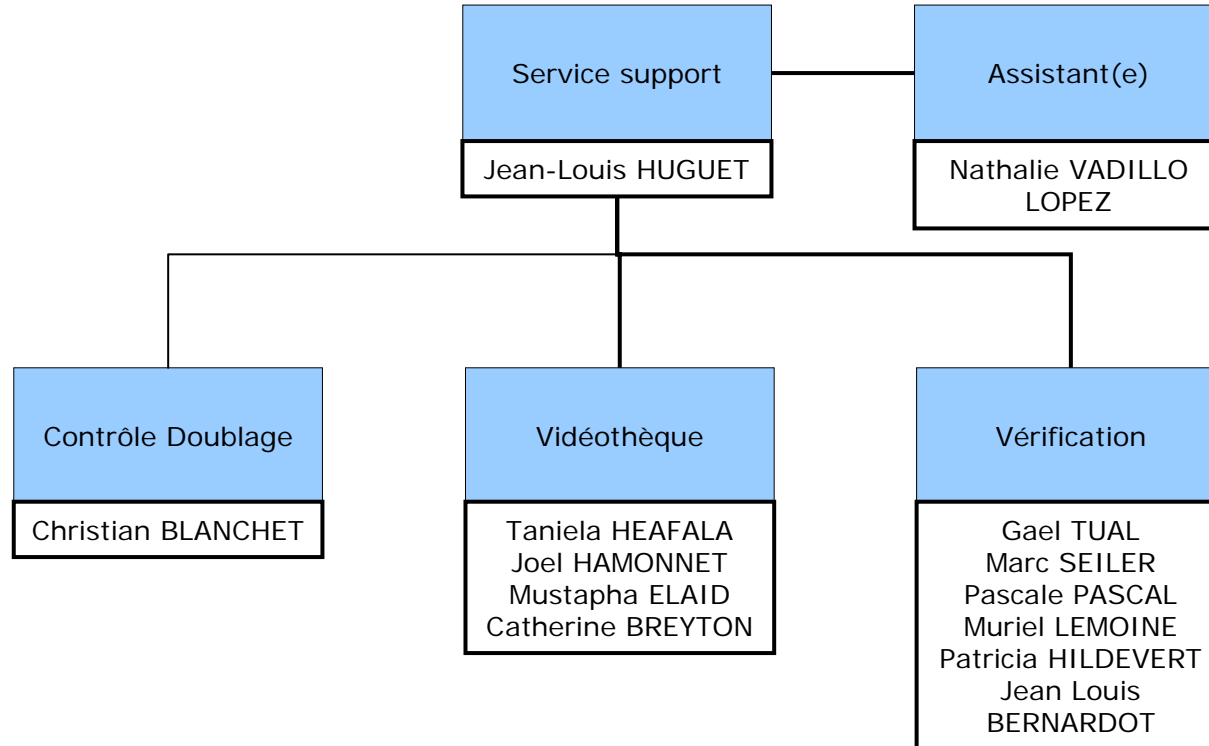 Service support
Jean-Louis HUGUET
Assistant(e)
Nathalie VADILLO
LOPEZ
Contrôle Doublage
Christian BLANCHET
Vidéothèque
Taniela HEAFALA
Joel HAMONNET
Mustapha ELAID
Catherine BREYTON
Vérification
Gael TUAL
Marc SEILER
Pascale PASCAL
Muriel LEMOINE
Patricia HILDEVERT
Jean Louis
BERNARDOT